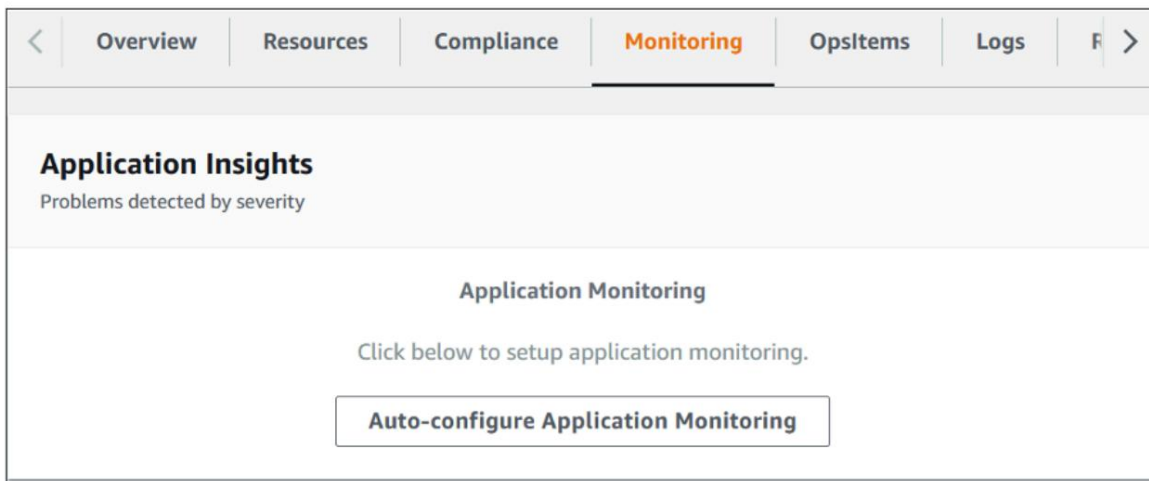 Overview Resources Compliance Monitoring OpsItems Logs
Application Insights
Problems detected by severity
Application Monitoring
Click below to setup application monitoring.
Auto-configure Application Monitoring